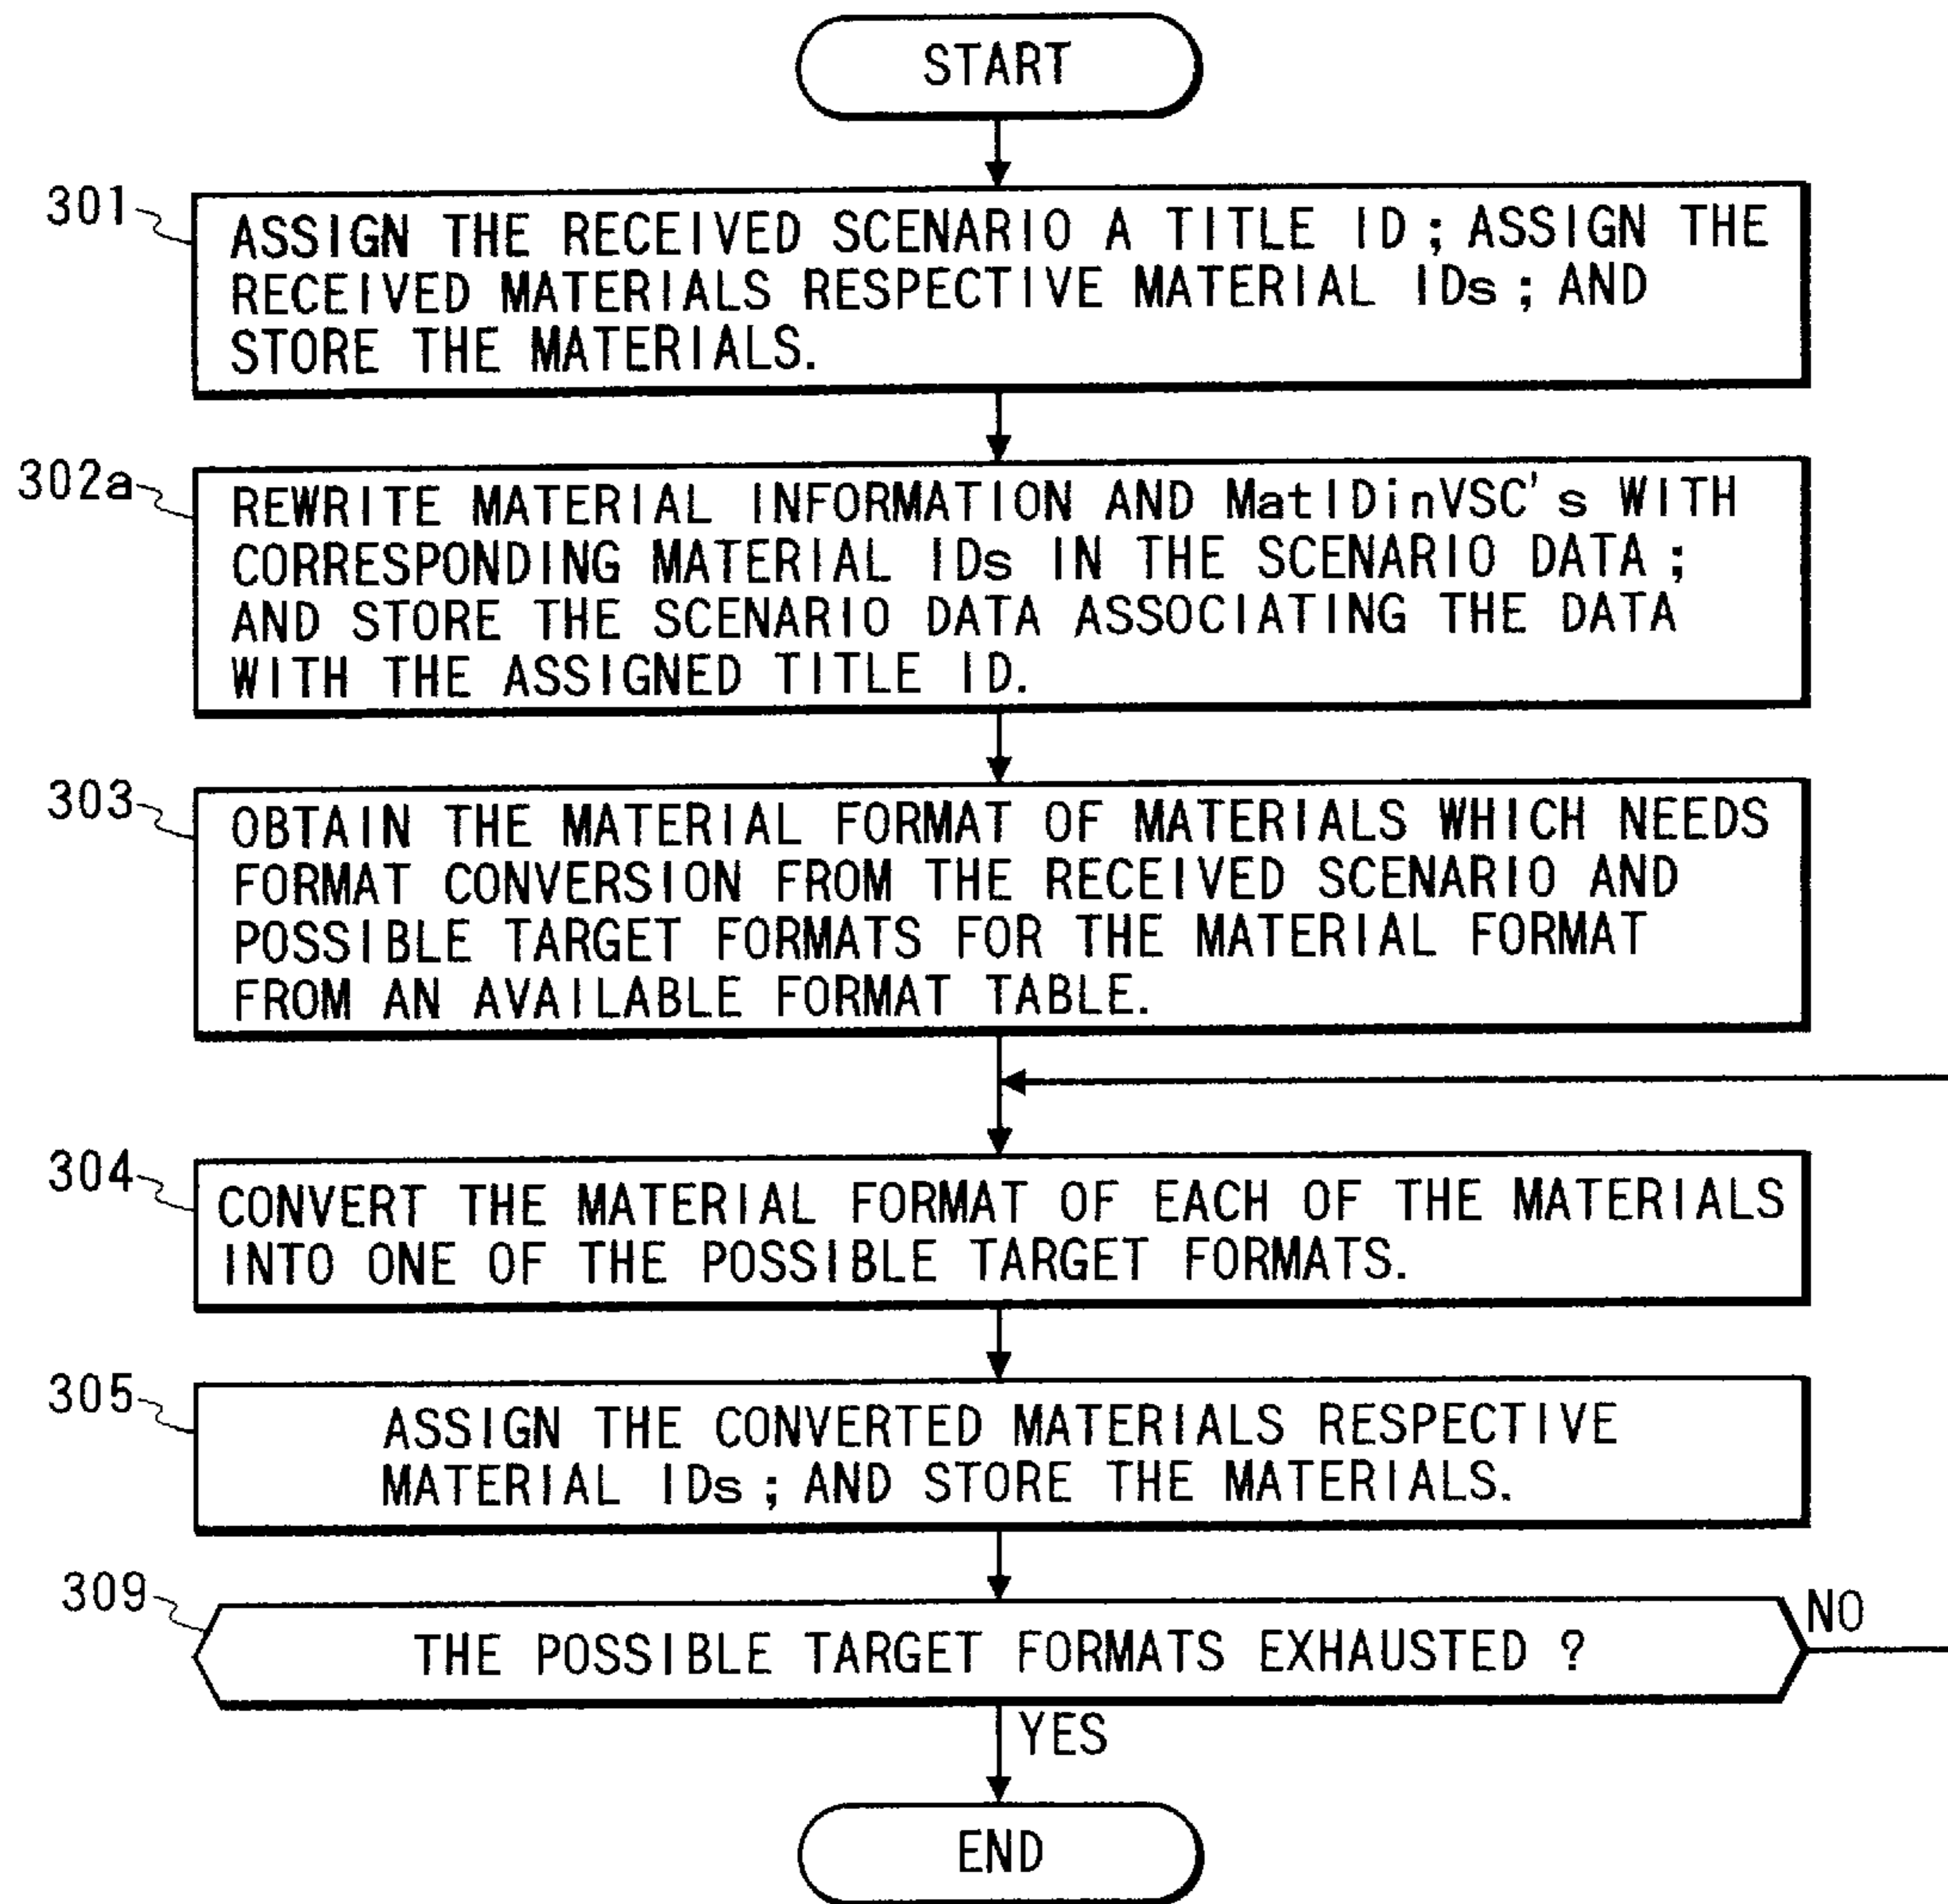 START
301
ASSIGN THE RECEIVED SCENARIO A TITLE ID; ASSIGN THE
RECEIVED MATERIALS RESPECTIVE MATERIAL IDs; AND
STORE THE MATERIALS.
302a
REWRITE MATERIAL INFORMATION AND MatIDinVSC's WITH
CORRESPONDING MATERIAL IDs IN THE SCENARIO DATA;
AND STORE THE SCENARIO DATA ASSOCIATING THE DATA
WITH THE ASSIGNED TITLE ID.
303
OBTAIN THE MATERIAL FORMAT OF MATERIALS WHICH NEEDS
FORMAT CONVERSION FROM THE RECEIVED SCENARIO AND
POSSIBLE TARGET FORMATS FOR THE MATERIAL FORMAT
FROM AN AVAILABLE FORMAT TABLE.
304
CONVERT THE MATERIAL FORMAT OF EACH OF THE MATERIALS
INTO ONE OF THE POSSIBLE TARGET FORMATS.
305
ASSIGN THE CONVERTED MATERIALS RESPECTIVE
MATERIAL IDs; AND STORE THE MATERIALS.
309
THE POSSIBLE TARGET FORMATS EXHAUSTED ?
NO
YES
END